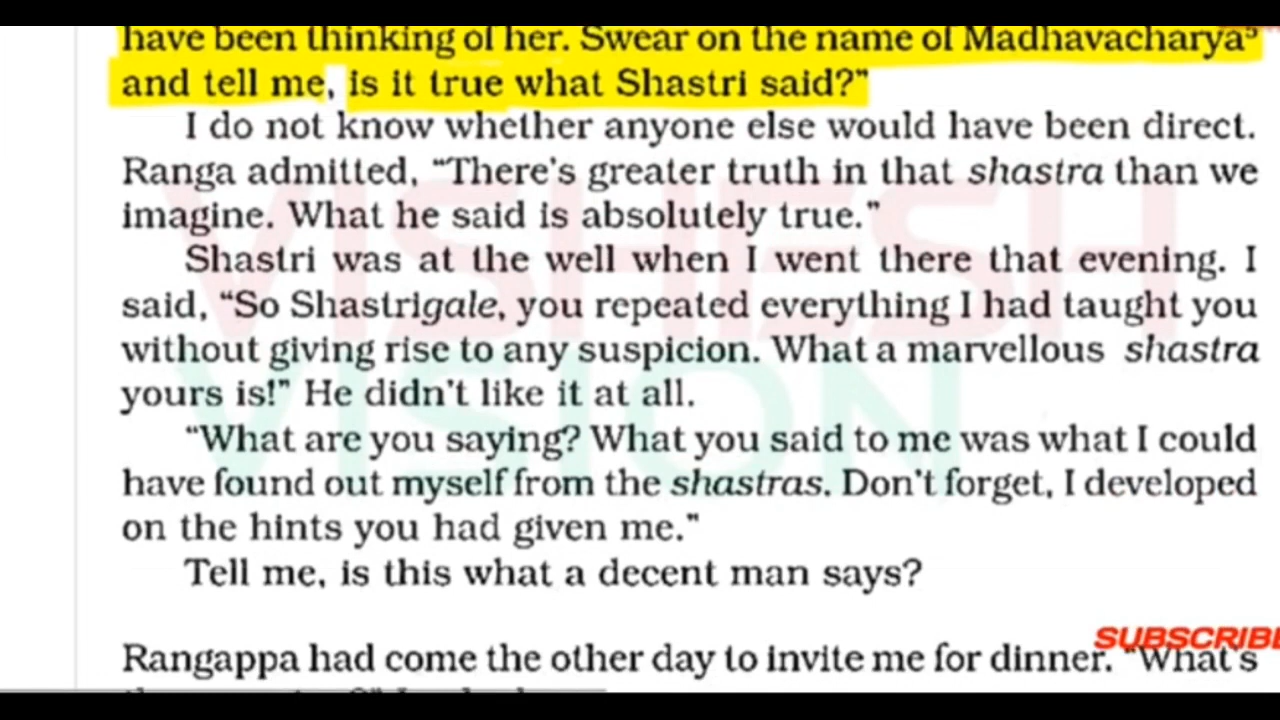 have been thinking of her. Swear on the name of Madhavacharya⁵
and tell me, is it true what Shastri said?”
I do not know whether anyone else would have been direct.
Ranga admitted, “There’s greater truth in that shastra than we
imagine. What he said is absolutely true.”
Shastri was at the well when I went there that evening. I
said, “So Shastrigale, you repeated everything I had taught you
without giving rise to any suspicion. What a marvellous shastra
yours is!” He didn’t like it at all.
“What are you saying? What you said to me was what I could
have found out myself from the shastras. Don’t forget, I developed
on the hints you had given me.”
Tell me, is this what a decent man says?
Rangappa had come the other day to invite me for dinner. “What’s
SUBSCRIBE
VISHESH
VISION